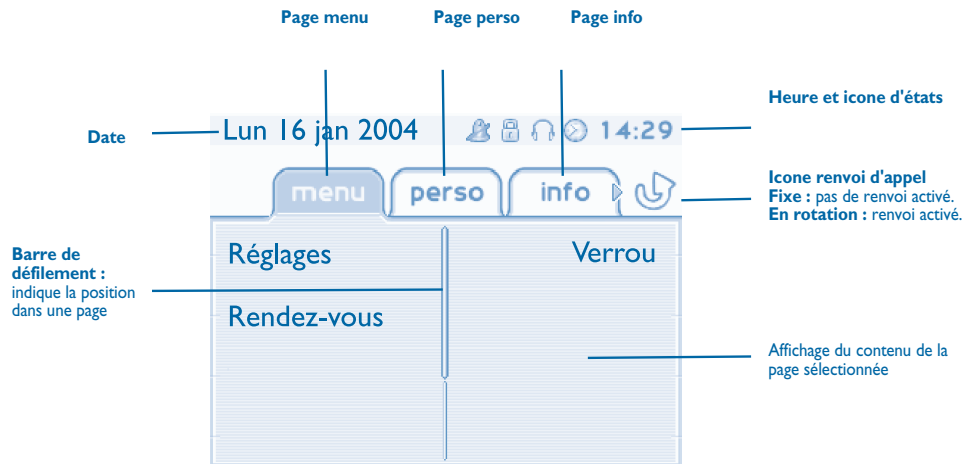 Page menu
Page perso
Page info
Heure et icone d'états
Date
Lun 16 jan 2004
14:29
menu
perso
info
Icone renvoi d'appel
Fixe : pas de renvoi activé.
En rotation : renvoi activé.
Barre de
défilement :
indique la position
dans une page
Réglages
Verrou
Rendez-vous
Affichage du contenu de la
page sélectionnée